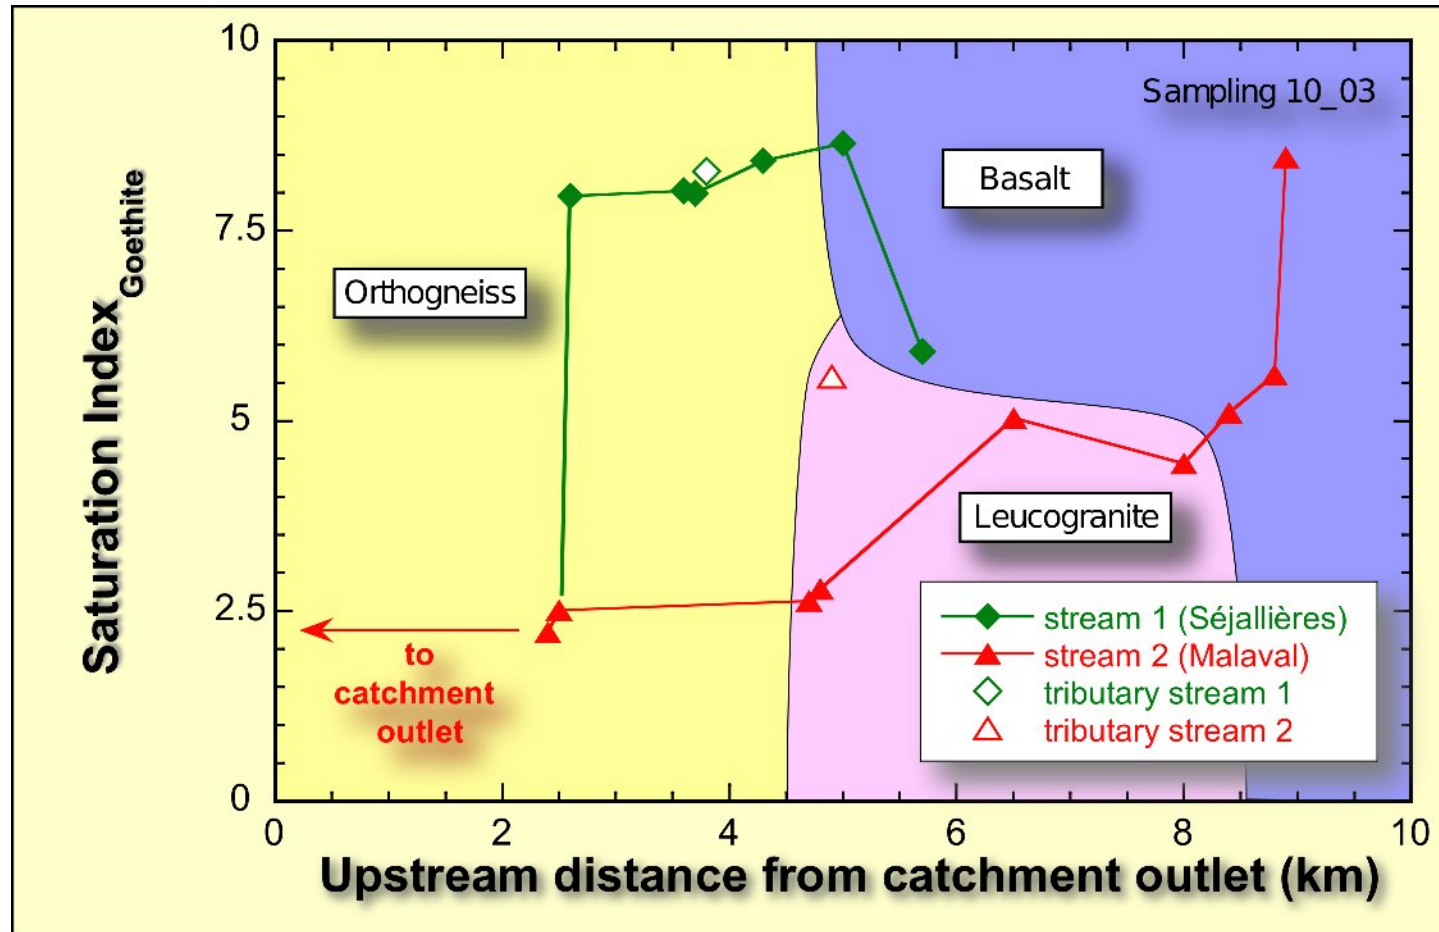 10
7.5
5
2.5
0
Saturation Index Goethite
Sampling 10_03
Basalt
Orthogneiss
Leucogranite
to
catchment
outlet
stream 1 (Séjallières)
stream 2 (Malaval)
tributary stream 1
tributary stream 2
0 2 4 6 8 10
Upstream distance from catchment outlet (km)